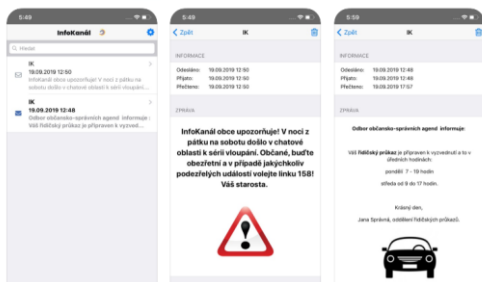 5:49
InfoKanál
Hledat
IK
19.09.2019 12:50
InfoKanál obce upozorňuje! V noci z pátku na
sobotu došlo v chatové oblasti k sérii vloupání....
IK
19.09.2019 12:48
Odbor občansko-správních agend informuje:
Váš řidičský průkaz je připraven k vyzved...
5:49
Zpět
IK
INFORMACE
Odesláno: 19.09.2019 12:50
Přijato: 19.09.2019 12:50
Přečteno: 19.09.2019 12:50
ZPRÁVA
InfoKanál obce upozorňuje! V noci z
pátku na sobotu došlo v chatové
oblasti k sérii vloupání. Občané, buďte
obezřetní a v případě jakýchkoliv
podezřelých událostí volejte linku 158!
Váš starosta.
5:59
Zpět
IK
INFORMACE
Odesláno: 19.09.2019 12:48
Přijato: 19.09.2019 12:48
Přečteno: 19.09.2019 17:57
ZPRÁVA
Odbor občansko-správních agend informuje:
Váš řidičský průkaz je připraven k vyzvednutí a to v
úředních hodinách:
pondělí 7 - 19 hodin
středa od 9 do 17 hodin.
Krásný den,
Jana Správná, oddělení řidičských průkazů.